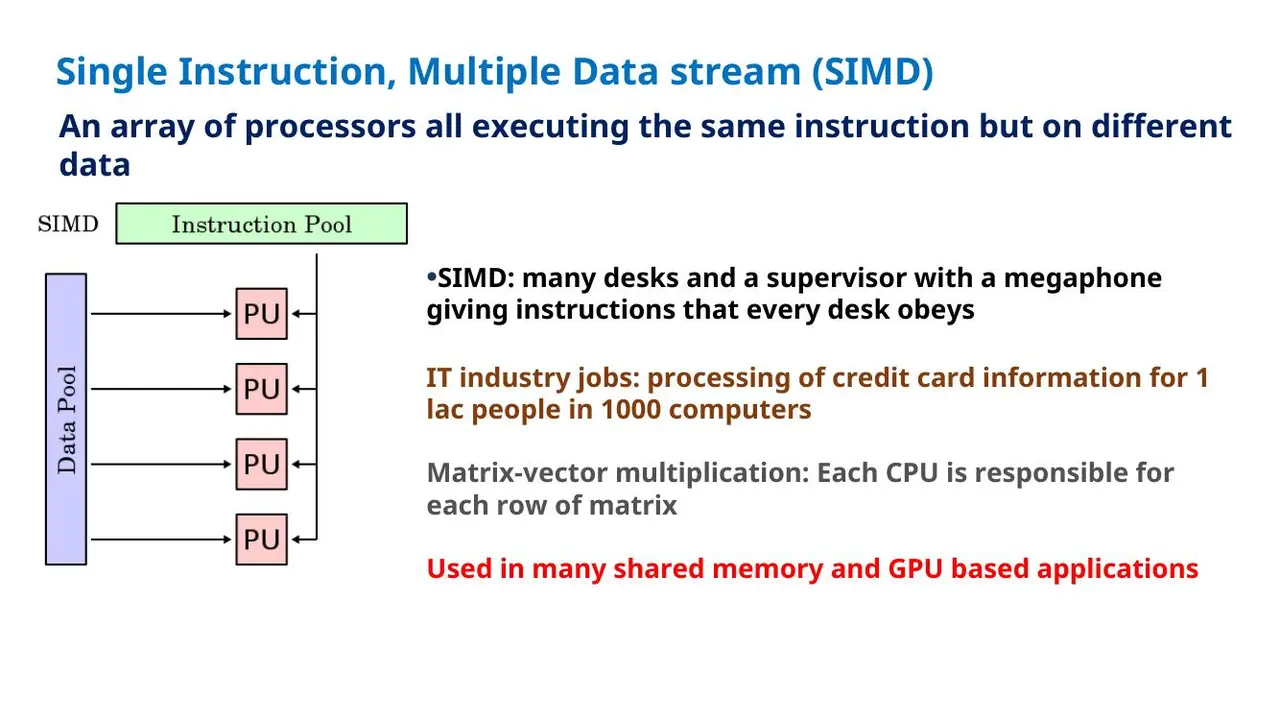 Single Instruction, Multiple Data stream (SIMD)
An array of processors all executing the same instruction but on different
data
SIMD
Instruction Pool
Data Pool
PU
PU
PU
PU
•SIMD: many desks and a supervisor with a megaphone
giving instructions that every desk obeys
IT industry jobs: processing of credit card information for 1
lac people in 1000 computers
Matrix-vector multiplication: Each CPU is responsible for
each row of matrix
Used in many shared memory and GPU based applications